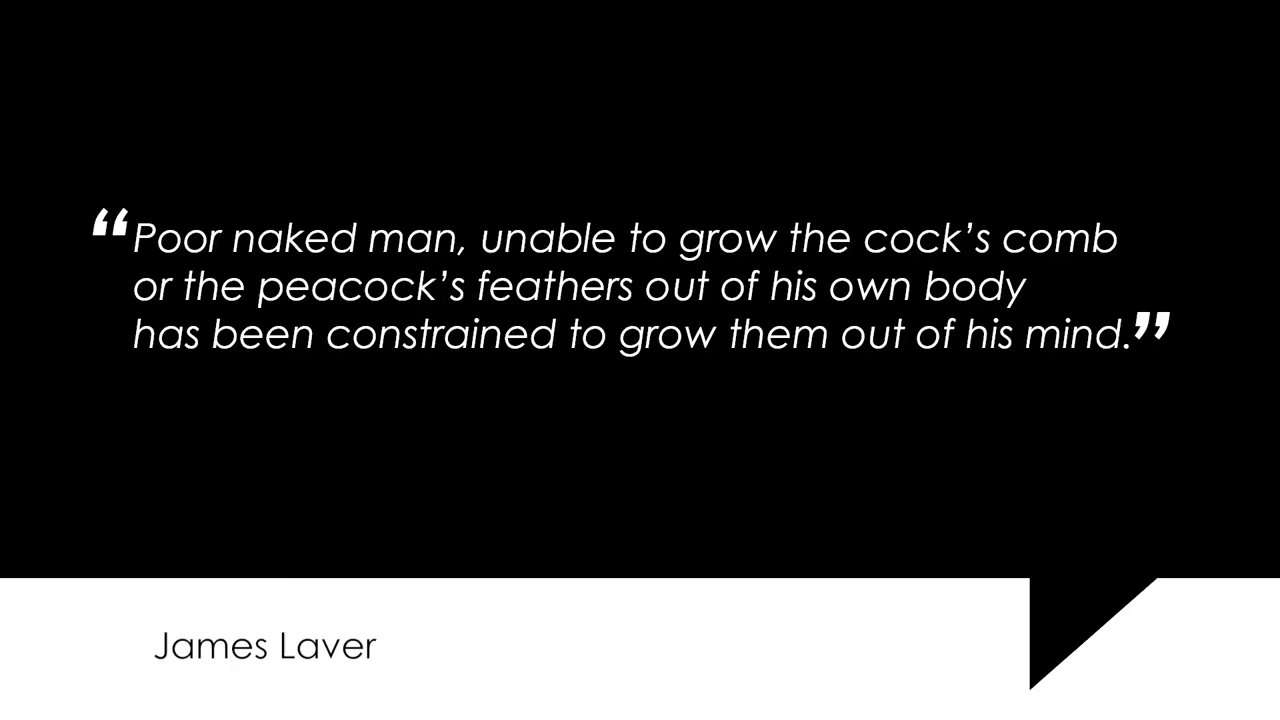 “Poor naked man, unable to grow the cock’s comb
or the peacock’s feathers out of his own body
has been constrained to grow them out of his mind.”
James Laver